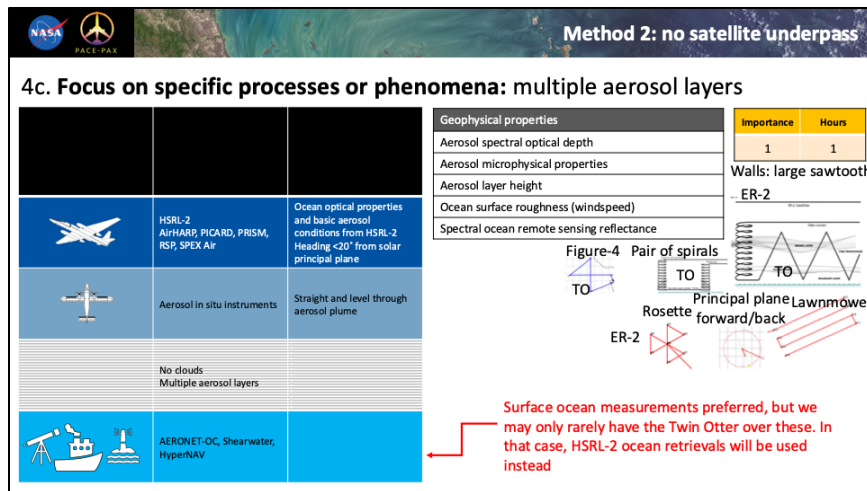 NASA
PACE-PAX
Method 2: no satellite underpass
4c. Focus on specific processes or phenomena: multiple aerosol layers
HSRL-2
AirHARP, PICARD, PRISM,
RSP, SPEX Air
Ocean optical properties
and basic aerosol
conditions from HSRL-2
Heading <20° from solar
principal plane
Aerosol in situ instruments
Straight and level through
aerosol plume
No clouds
Multiple aerosol layers
AERONET-OC, Shearwater,
HyperNAV
Geophysical properties
Aerosol spectral optical depth
Aerosol microphysical properties
Aerosol layer height
Ocean surface roughness (windspeed)
Spectral ocean remote sensing reflectance
Importance Hours
1 1
Walls: large sawtooth
ER-2
TO
Figure-4
TO
Pair of spirals
TO
Rosette
ER-2
Principal plane
forward/back
Lawnmower
Surface ocean measurements preferred, but we
may only rarely have the Twin Otter over these. In
that case, HSRL-2 ocean retrievals will be used
instead